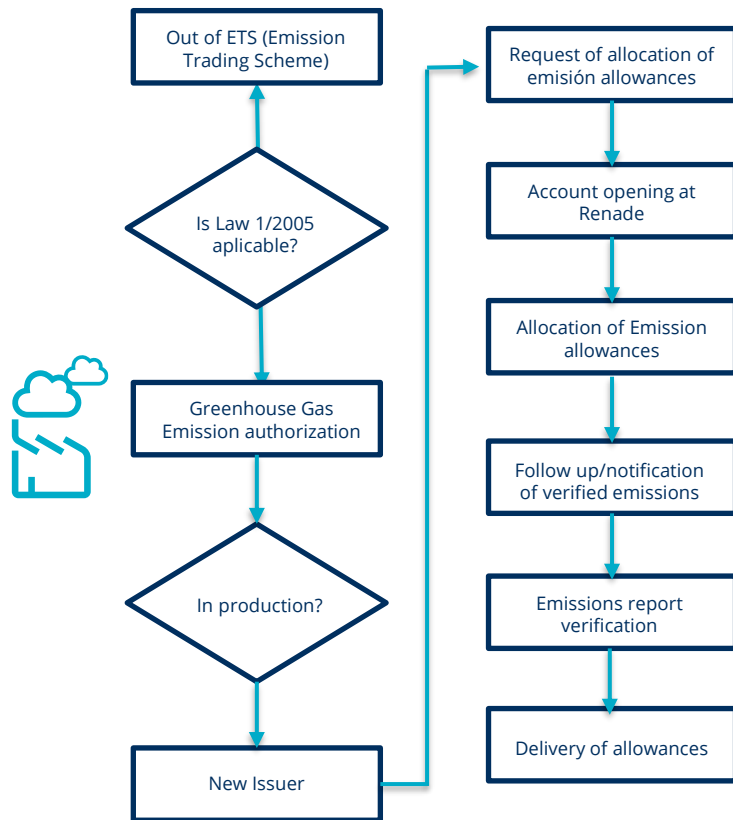 Out of ETS (Emission
Trading Scheme)
Is Law 1/2005
aplicable?
Greenhouse Gas
Emission authorization
In production?
New Issuer
Request of allocation of
emisión allowances
Account opening at
Renade
Allocation of Emission
allowances
Follow up/notification
of verified emissions
Emissions report
verification
Delivery of allowances